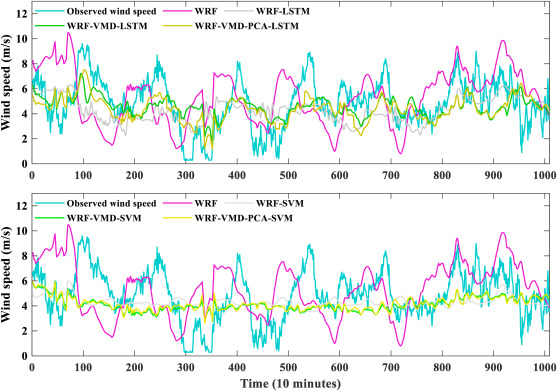 Observed wind speed WRF WRF-LSTM
WRF-VMD-LSTM WRF-VMD-PCA-LSTM
Wind speed (m/s)
12
10
8
6
4
2
0
0 100 200 300 400 500 600 700 800 900 1000
Time (10 minutes)
Observed wind speed WRF WRF-SVM
WRF-VMD-SVM WRF-VMD-PCA-SVM
Wind speed (m/s)
12
10
8
6
4
2
0
0 100 200 300 400 500 600 700 800 900 1000
Time (10 minutes)